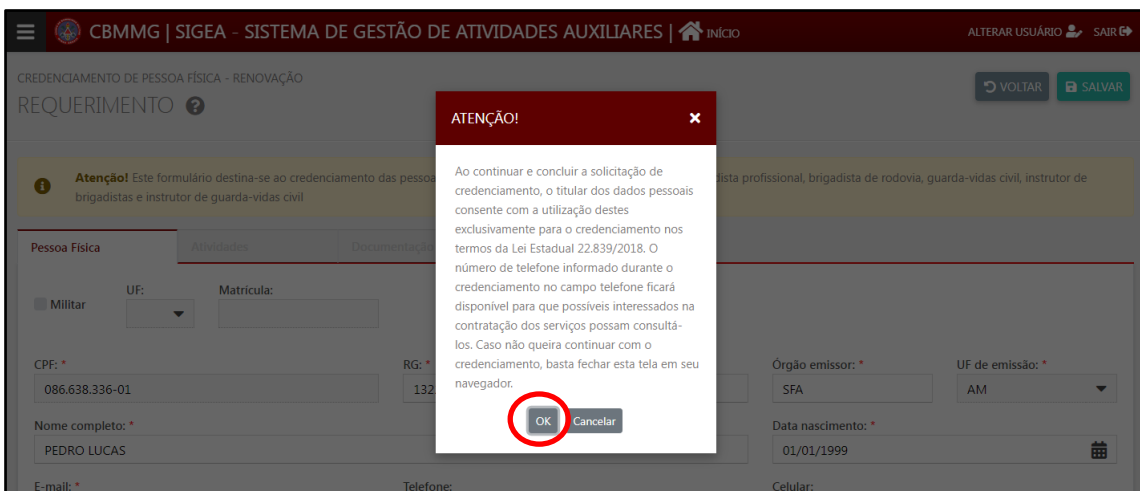 CBMMG | SIGEA - SISTEMA DE GESTÃO DE ATIVIDADES AUXILIARES | INÍCIO
ALTERAR USUÁRIO SAIR
CREDENCIAMENTO DE PESSOA FÍSICA - RENOVAÇÃO
REQUERIMENTO ?
VOLTAR SALVAR
ATENÇÃO! ×
Ao continuar e concluir a solicitação de
credenciamento, o titular dos dados pessoais
consente com a utilização destes
exclusivamente para o credenciamento nos
termos da Lei Estadual 22.839/2018. O
número de telefone informado durante o
credenciamento no campo telefone ficará
disponível para que possíveis interessados na
contratação dos serviços possam consultá-
los. Caso não queira continuar com o
credenciamento, basta fechar esta tela em seu
navegador.
OK Cancelar
Atenção! Este formulário destina-se ao credenciamento das pessoa profissional, brigadista de rodovia, guarda-vidas civil, instrutor de
brigadistas e instrutor de guarda-vidas civil
Pessoa Física Atividades Documentação
Militar UF: Matrícula:
CPF: * RG: * Órgão emissor: * UF de emissão: *
086.638.336-01 132 SFA AM
Nome completo: * Data nascimento: *
PEDRO LUCAS 01/01/1999
E-mail: * Telefone: Celular: